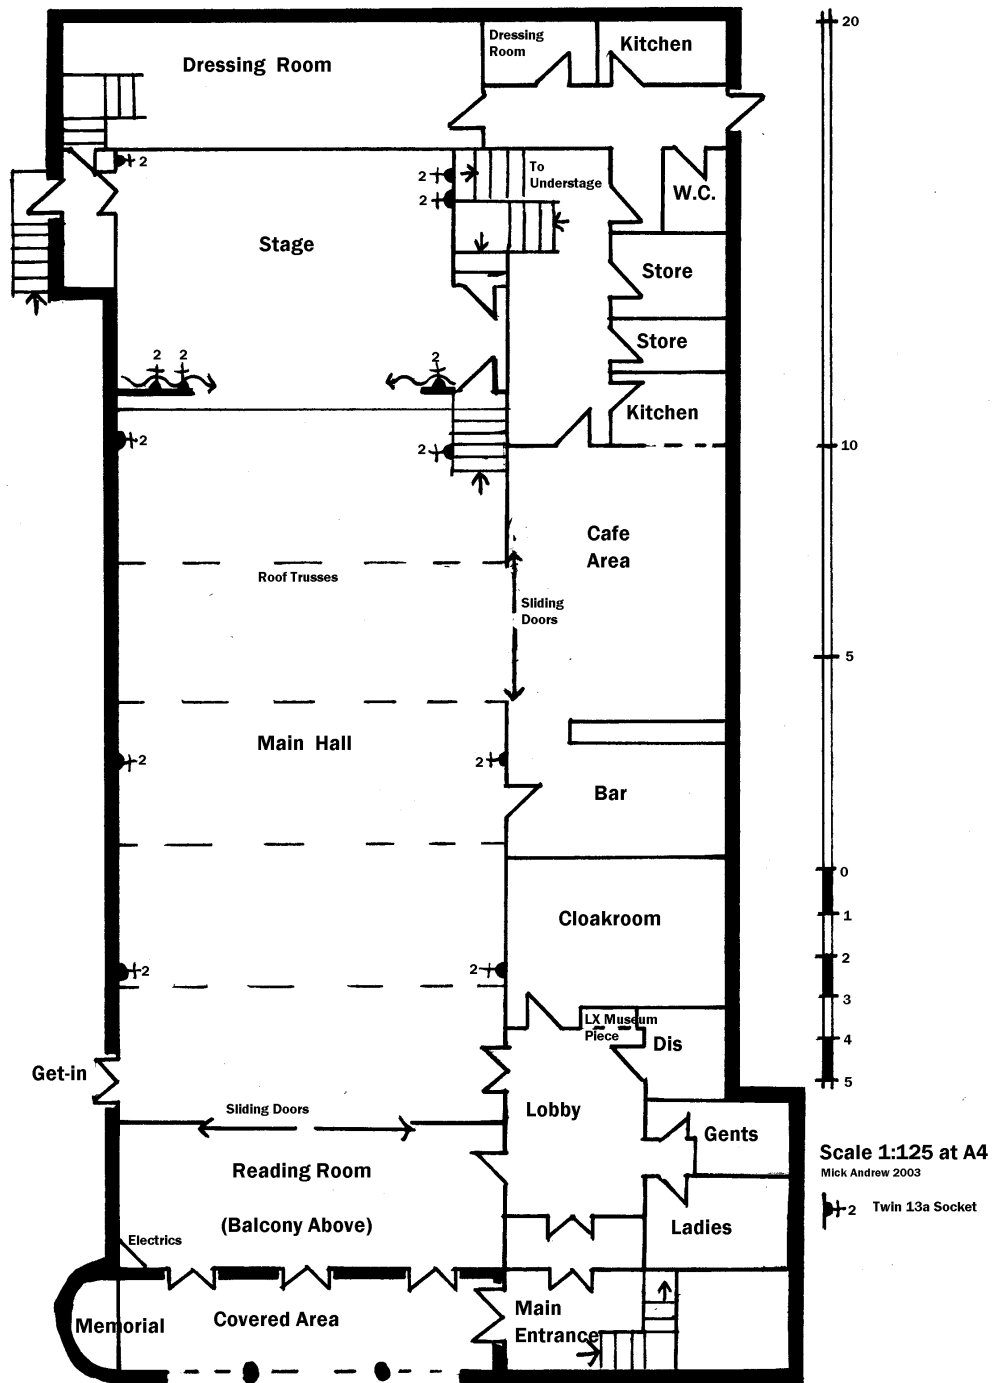 Dressing Room
Dressing
Room
Kitchen
20
2
To
Understage
2
2
W.C.
Stage
Store
Store
2
2
2
Kitchen
2
2
10
Cafe
Area
Roof Trusses
Sliding
Doors
5
Main Hall
2
2
Bar
0
Cloakroom
1
2
2
2
3
LX Museum
Piece
Dis
4
Get-in
5
Lobby
Sliding Doors
Gents
Scale 1:125 at A4
Mick Andrew 2003
Reading Room
(Balcony Above)
2 Twin 13a Socket
Ladies
Electrics
Memorial
Covered Area
Main
Entrance